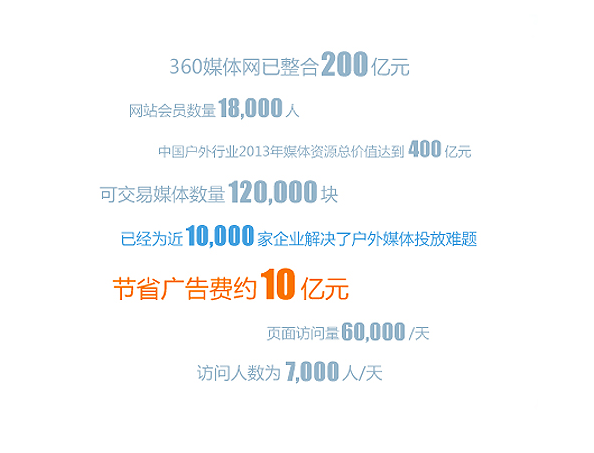 360媒体网已整合200亿元
网站会员数量18,000人
中国户外行业2013年媒体资源总价值达到400亿元
可交易媒体数量120,000块
已经为近10,000家企业解决了户外媒体投放难题
节省广告费约10亿元
页面访问量60,000/天
访问人数为7,000人/天